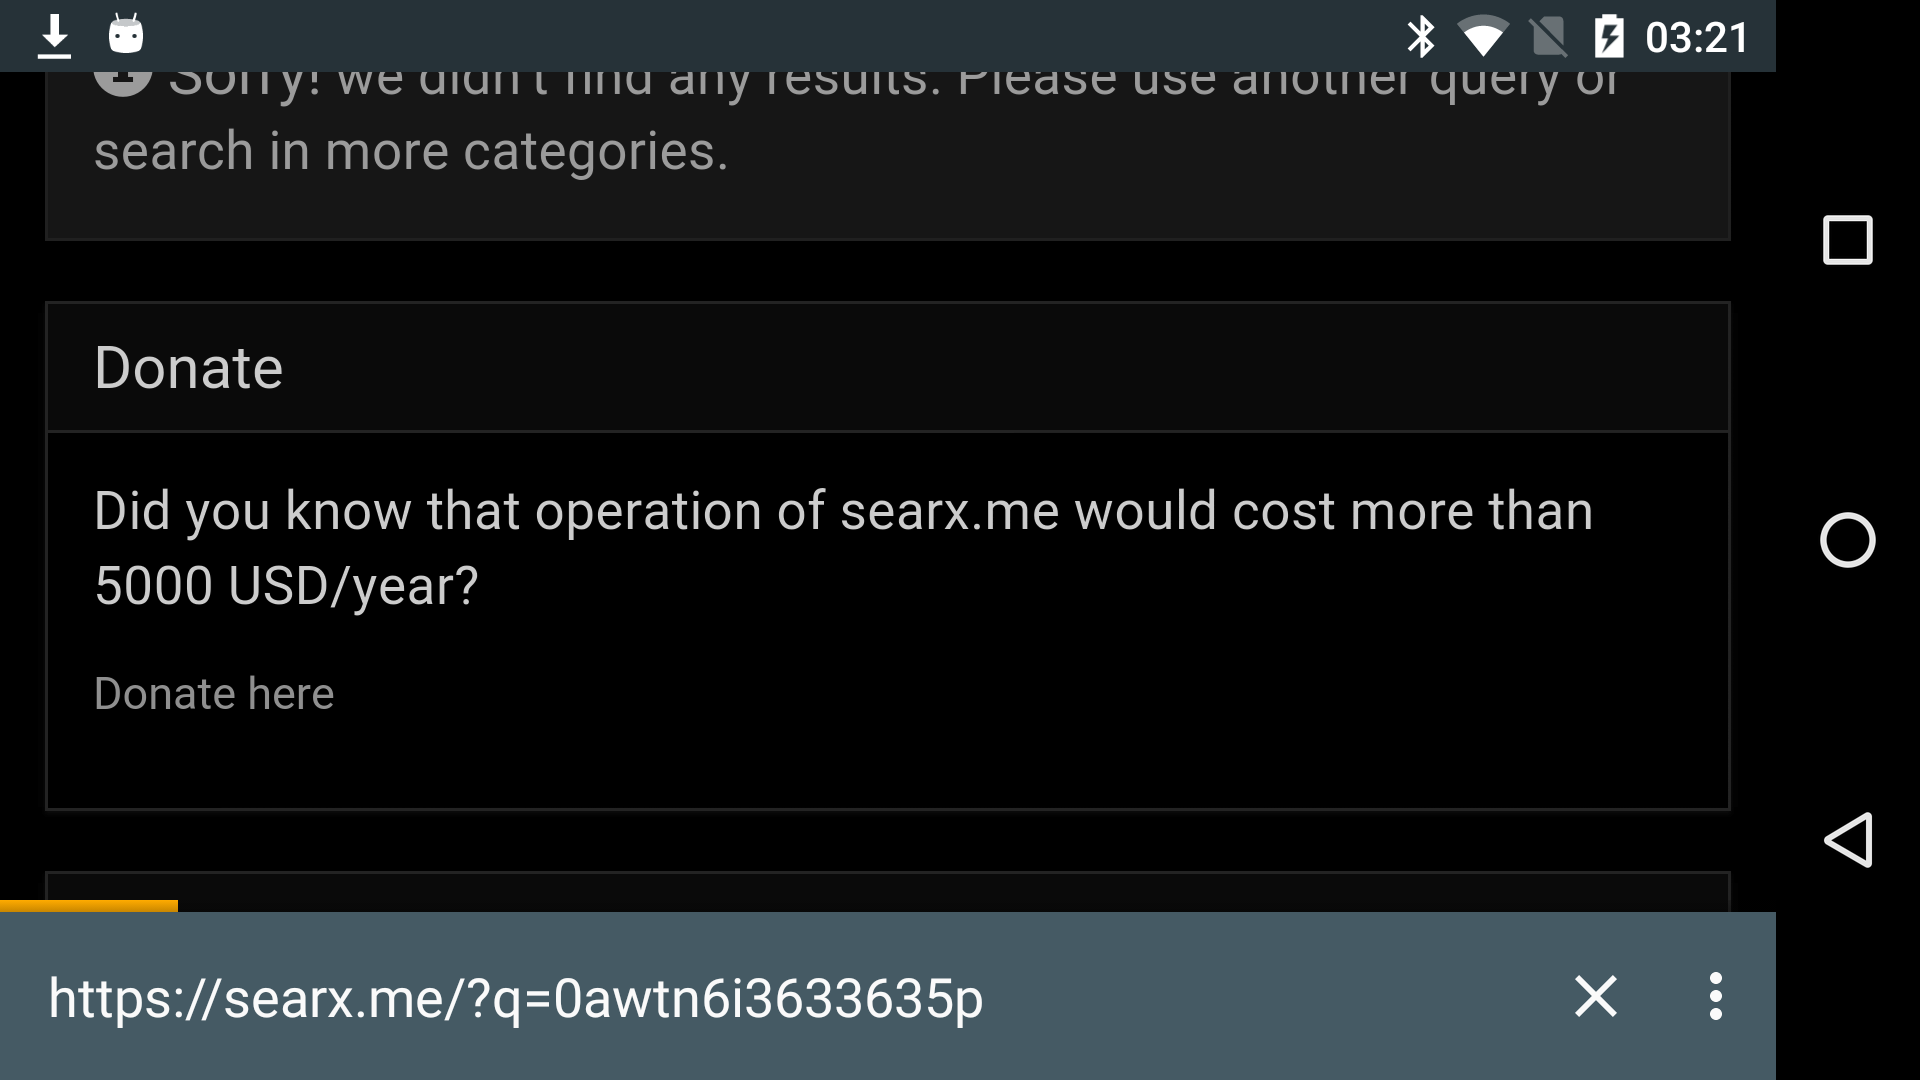 03:21
Sorry! we didn't find any results. Please use another query or
search in more categories.
Donate
Did you know that operation of searx.me would cost more than
5000 USD/year?
Donate here
https://searx.me/?q=0awtn6i3633635p